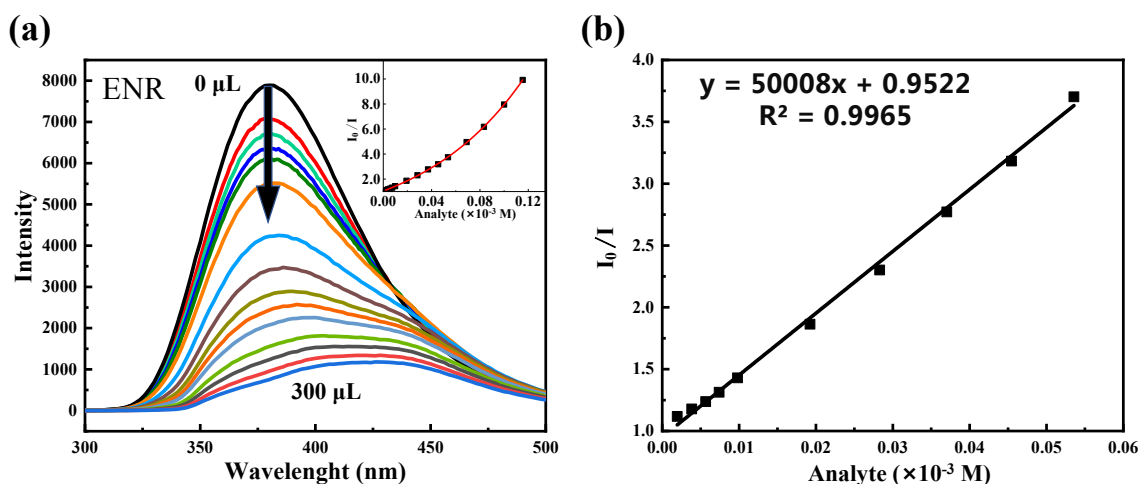 (a)
ENR
0 μL
300 μL
Intensity
8000
7000
6000
5000
4000
3000
2000
1000
0
300
350
400
450
500
Wavelenght (nm)
I₀/I
10.0
8.0
6.0
4.0
2.0
0.00
0.04
0.08
0.12
Analyte (×10⁻³ M)
(b)
y = 50008x + 0.9522
R² = 0.9965
I₀/I
4.0
3.5
3.0
2.5
2.0
1.5
1.0
0.00
0.01
0.02
0.03
0.04
0.05
0.06
Analyte (×10⁻³ M)